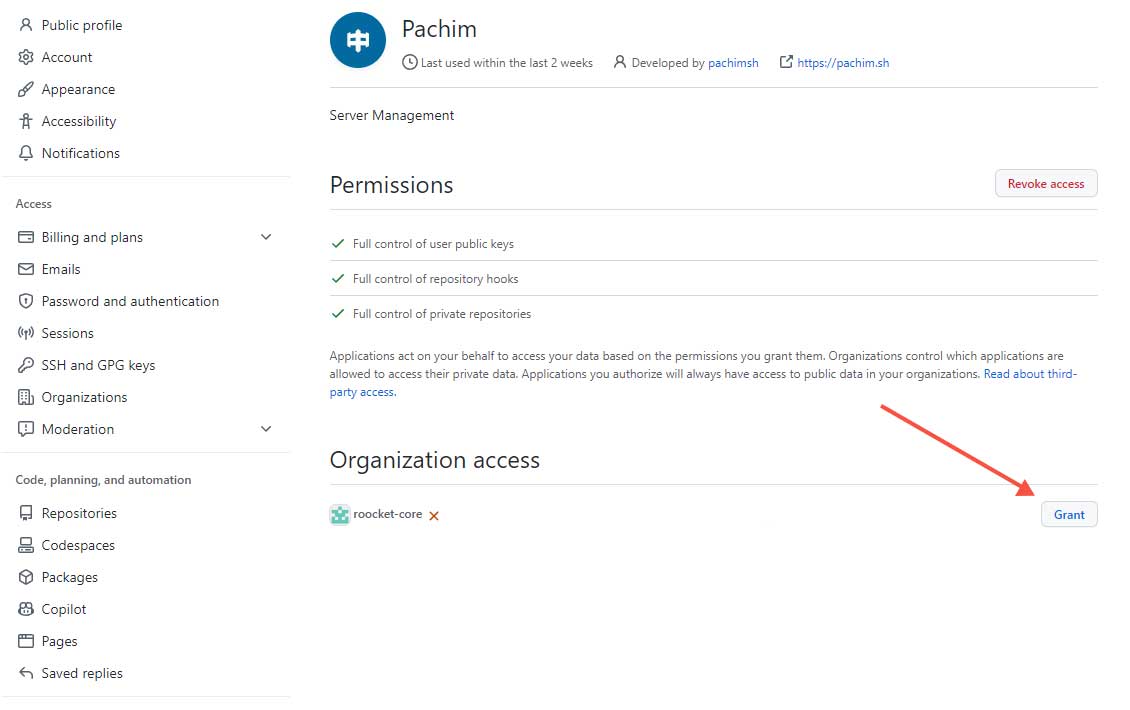 Public profile
Account
Appearance
Accessibility
Notifications
Access
Billing and plans
Emails
Password and authentication
Sessions
SSH and GPG keys
Organizations
Moderation
Code, planning, and automation
Repositories
Codespaces
Packages
Copilot
Pages
Saved replies
Pachim
Last used within the last 2 weeks Developed by pachimsh https://pachim.sh
Server Management
Permissions
Revoke access
Full control of user public keys
Full control of repository hooks
Full control of private repositories
Applications act on your behalf to access your data based on the permissions you grant them. Organizations control which applications are
allowed to access their private data. Applications you authorize will always have access to public data in your organizations. Read about third-
party access.
Organization access
roocket-core
Grant